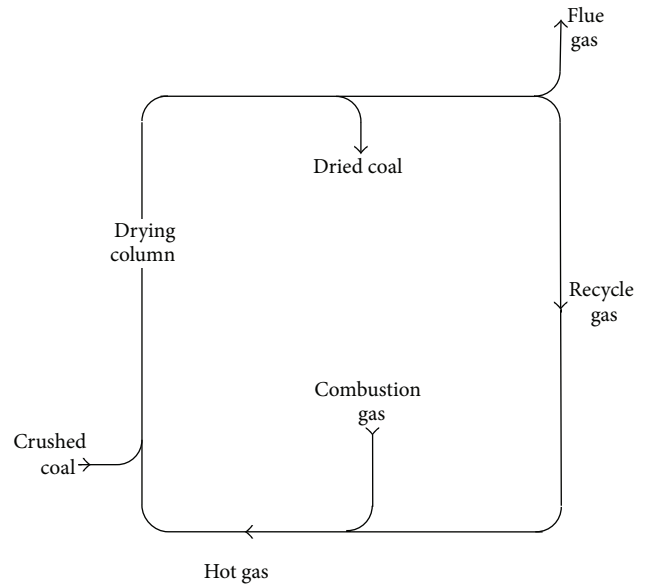 Flue
gas
Dried coal
Drying
column
Recycle
gas
Combustion
gas
Crushed
coal
Hot gas